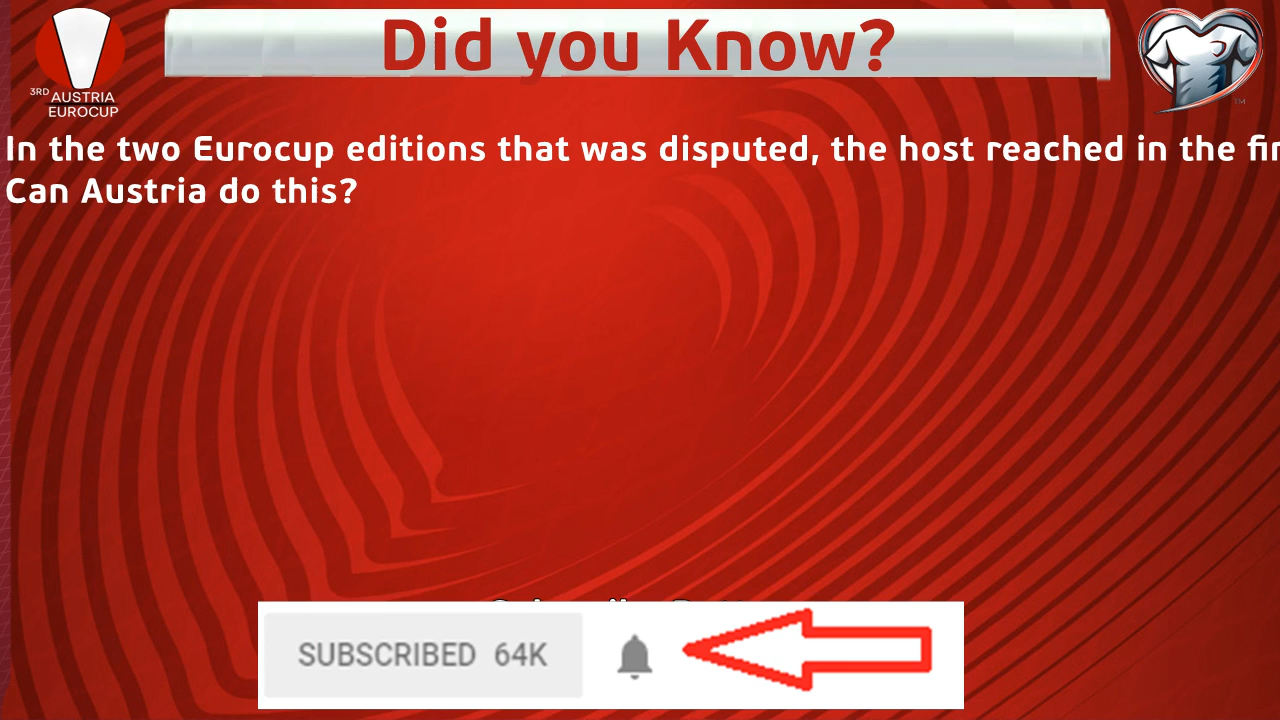 Did you Know?
3RD AUSTRIA
EUROCUP
TM
In the two Eurocup editions that was disputed, the host reached in the
Can Austria do this?
SUBSCRIBED 64K